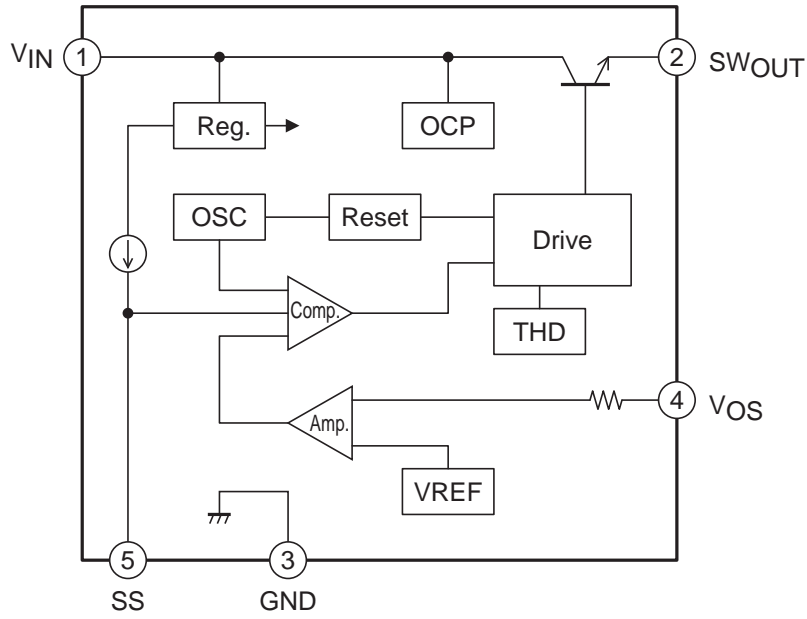 VIN
1
2
SWOUT
Reg.
OCP
OSC
Reset
Drive
Comp.
THD
4
VOS
Amp.
VREF
5
3
SS
GND